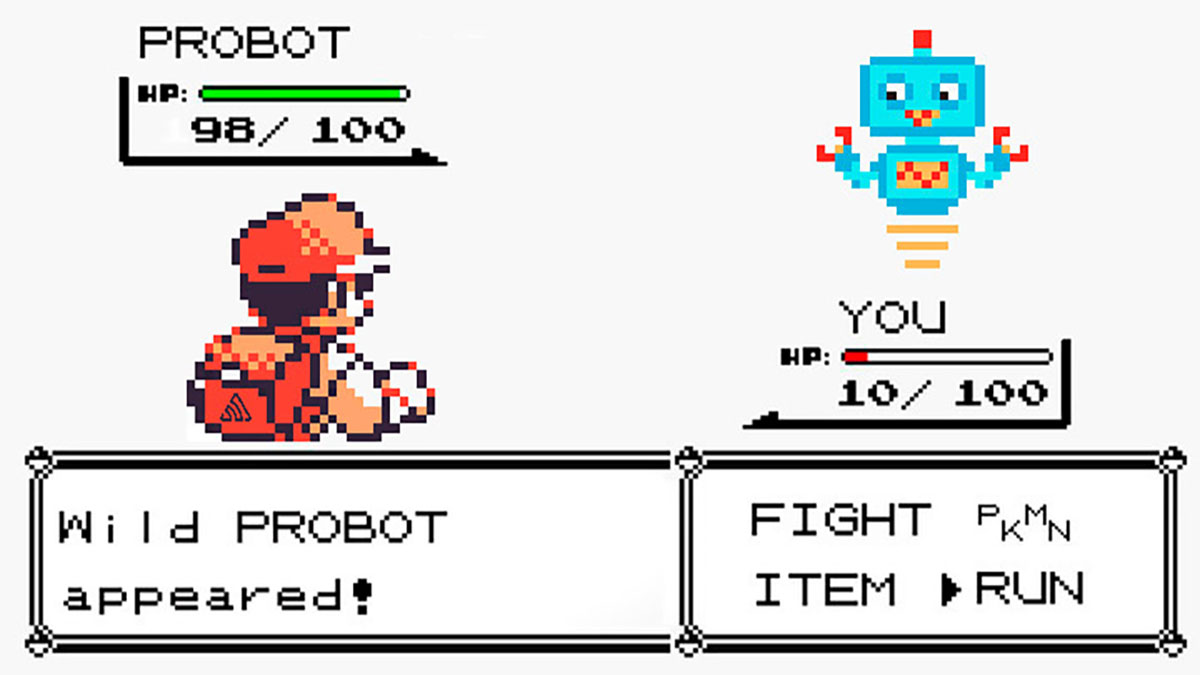 PROBOT
HP:
98/ 100
YOU
HP:
10/ 100
Wild PROBOT
appeared!
FIGHT PKMN
ITEM ▶RUN